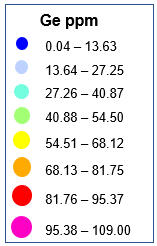 Ge ppm
0.04 – 13.63
13.64 – 27.25
27.26 – 40.87
40.88 – 54.50
54.51 – 68.12
68.13 – 81.75
81.76 – 95.37
95.38 – 109.00